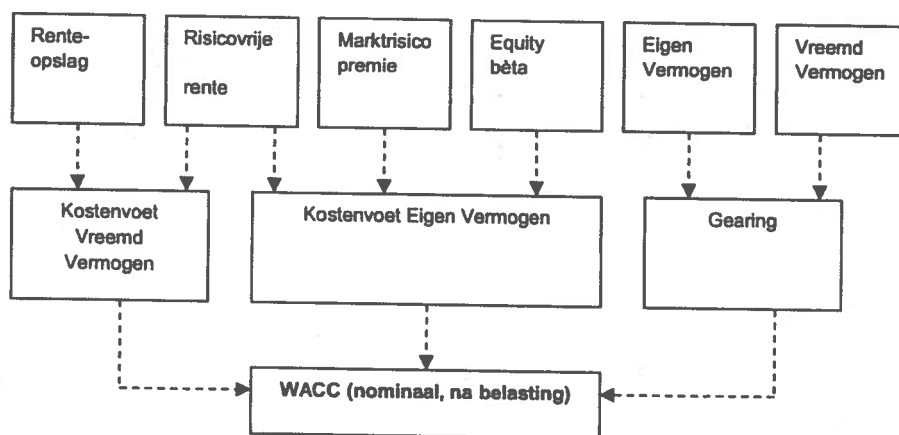 Rente-
opslag
Risicovrije
rente
Marktrisico
premie
Equity
bèta
Eigen
Vermogen
Vreemd
Vermogen
Kostenvoet
Vreemd
Vermogen
Kostenvoet Eigen Vermogen
Gearing
WACC (nominaal, na belasting)